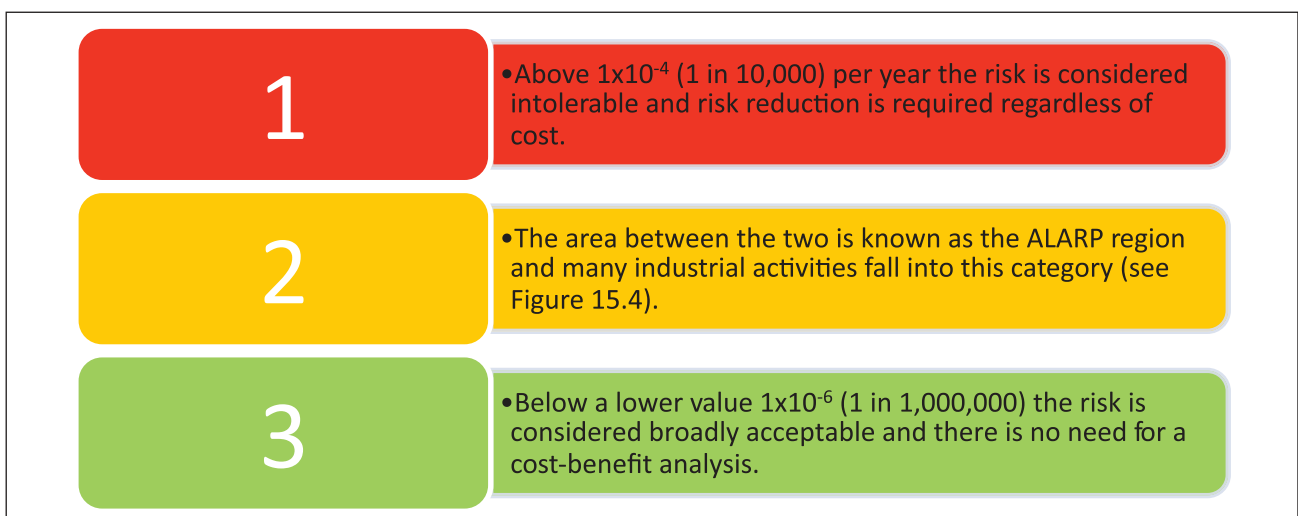 1
•Above 1x10⁻⁴ (1 in 10,000) per year the risk is considered
intolerable and risk reduction is required regardless of
cost.
2
•The area between the two is known as the ALARP region
and many industrial activities fall into this category (see
Figure 15.4).
3
•Below a lower value 1x10⁻⁶ (1 in 1,000,000) the risk is
considered broadly acceptable and there is no need for a
cost-benefit analysis.